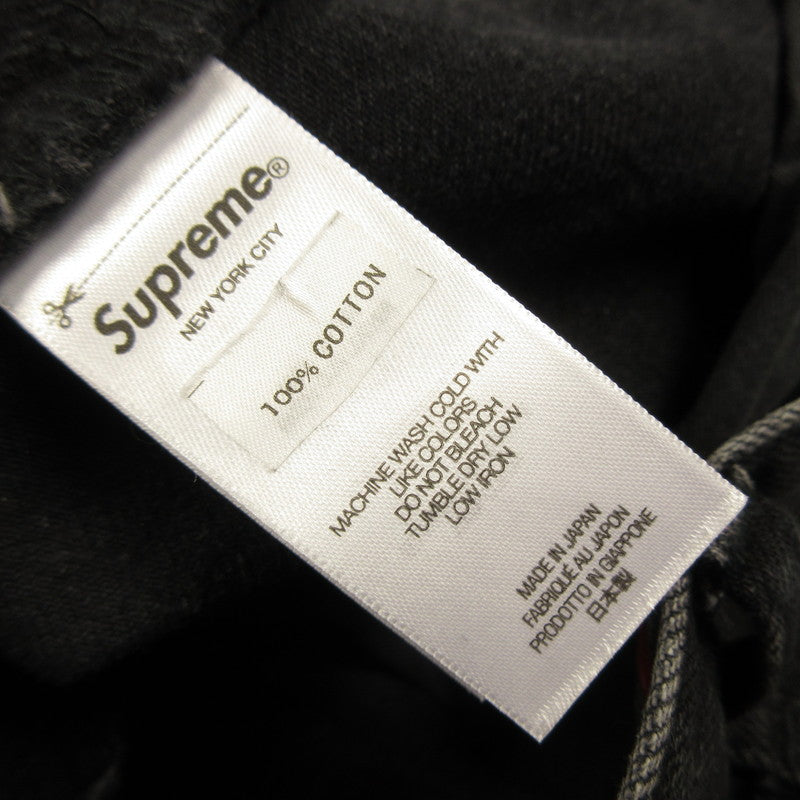 Supreme®
NEW YORK CITY
100% COTTON
MACHINE WASH COLD WITH
LIKE COLORS
DO NOT BLEACH
TUMBLE DRY LOW
LOW IRON
MADE IN JAPAN
FABRIQUE AU JAPON
PRODOTTO IN GIAPPONE
日本製